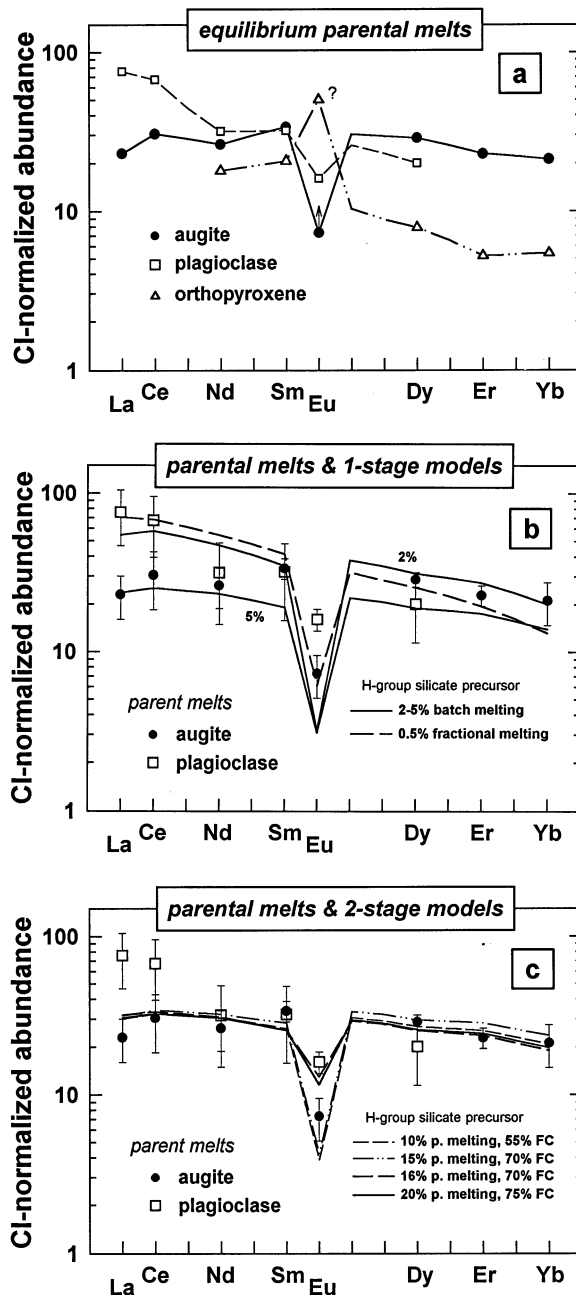 equilibrium parental melts
a
CI-normalized abundance
100
10
1
?
augite
plagioclase
orthopyroxene
La Ce Nd Sm Eu Dy Er Yb
parental melts & 1-stage models
b
CI-normalized abundance
100
10
1
2%
5%
parent melts
augite
plagioclase
H-group silicate precursor
2-5% batch melting
0.5% fractional melting
La Ce Nd Sm Eu Dy Er Yb
parental melts & 2-stage models
c
CI-normalized abundance
100
10
1
parent melts
augite
plagioclase
H-group silicate precursor
10% p. melting, 55% FC
15% p. melting, 70% FC
16% p. melting, 70% FC
20% p. melting, 75% FC
La Ce Nd Sm Eu Dy Er Yb